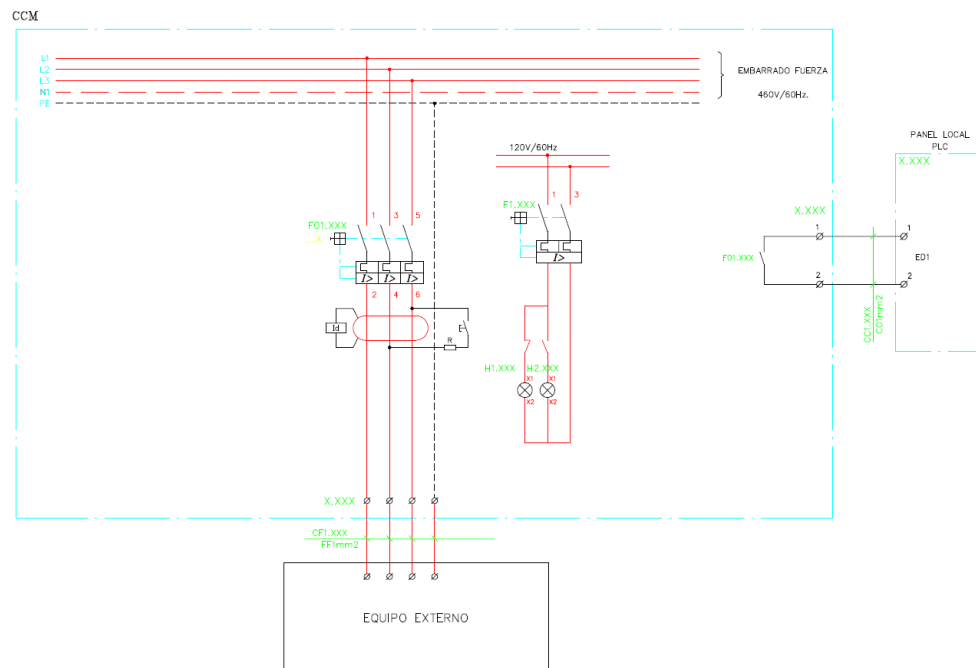 CCM
L1
L2
L3
N1
PE
EMBARRADO FUERZA
460V/60Hz.
PANEL LOCAL
PLC
X.XXX
120V/60Hz
1 3
F1.XXX
I>
X.XXX
1 1
F01.XXX
ED1
2 2
CC1.XXX
CO1mm2
F01.XXX
1 3 5
I> I> I>
2 4 6
Id
R
H1.XXX H2.XXX
X1 X1
X2 X2
X.XXX
CF1.XXX
FF1mm2
EQUIPO EXTERNO